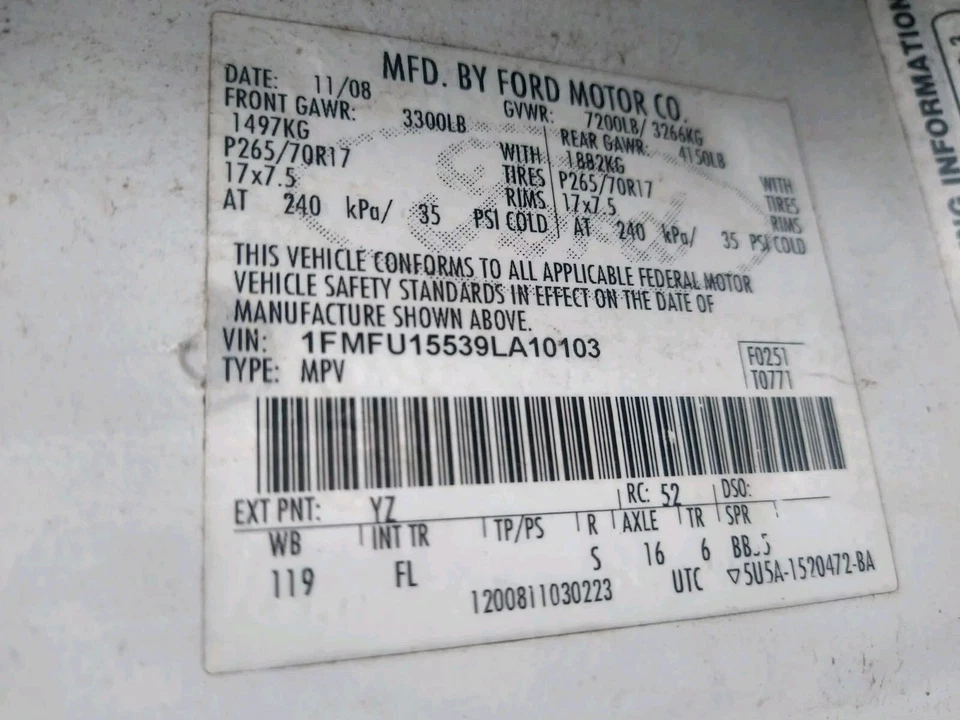 MFD. BY FORD MOTOR CO.
DATE: 11/08 GVWR: 7200LB/ 3266KG
FRONT GAWR: 3300LB REAR GAWR: 4150LB
1497KG WITH 1882KG WITH
P265/70R17 TIRES P265/70R17 TIRES
17x7.5 RIMS 17x7.5 RIMS
AT 240 kPa/ 35 PSI COLD AT 240 kPa/ 35 PSI COLD
THIS VEHICLE CONFORMS TO ALL APPLICABLE FEDERAL MOTOR
VEHICLE SAFETY STANDARDS IN EFFECT ON THE DATE OF
MANUFACTURE SHOWN ABOVE.
VIN: 1FMFU15539LA10103
TYPE: MPV
F0251
T0771
EXT PNT: YZ RC: 52 DSO:
WB INT TR TP/PS R AXLE TR SPR
119 FL S 16 6
1200811030223 UTC ▽5U5A-1520472-BA
Ford
INFORMATION